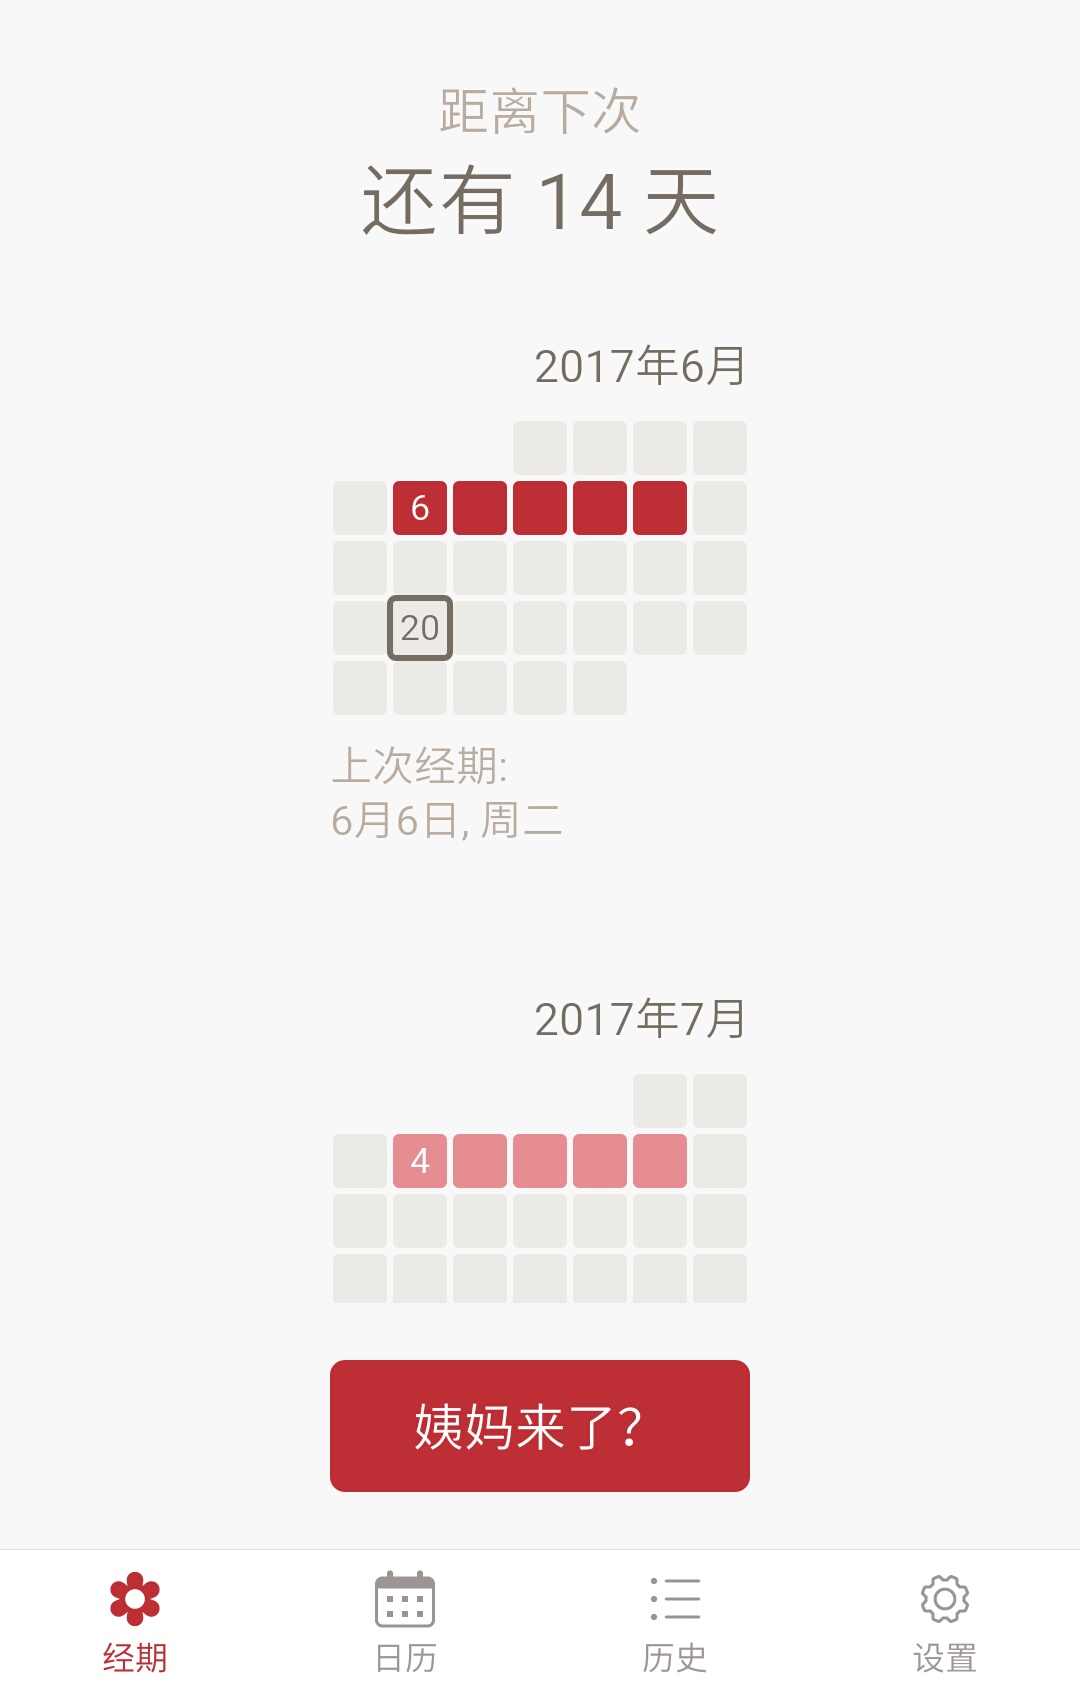 距离下次
还有 14 天
2017年6月
6
20
上次经期:
6月6日, 周二
2017年7月
4
姨妈来了?
经期
日历
历史
设置